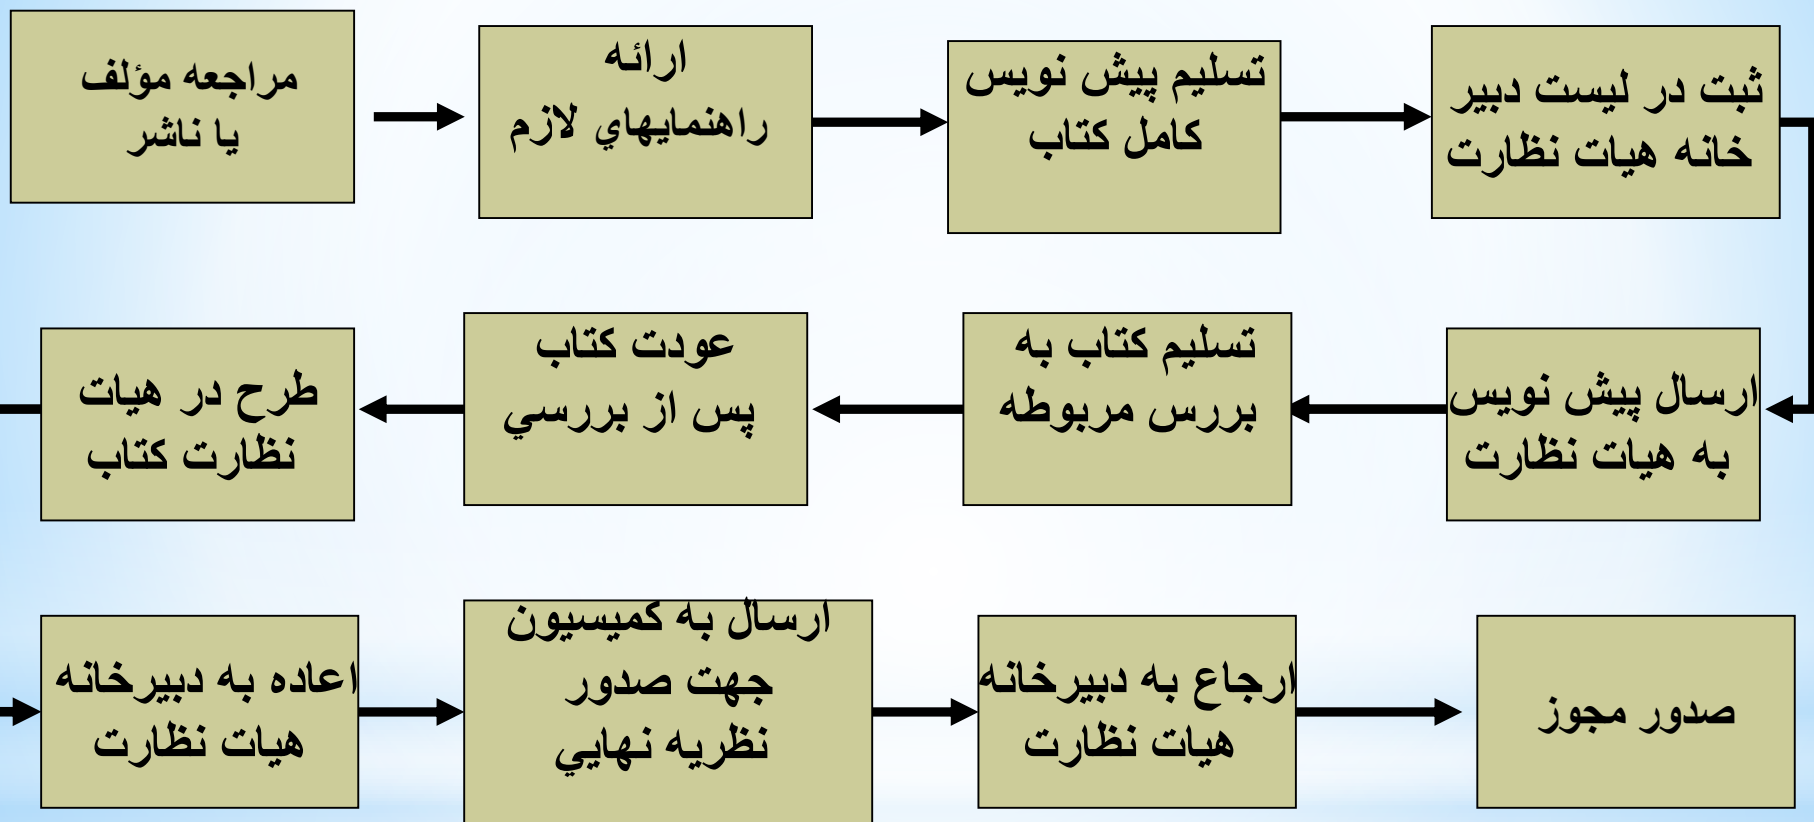 مراجعه مؤلف
يا ناشر
ارائه
راهنمايهاي لازم
تسليم پيش نويس
كامل كتاب
ثبت در ليست دبير
خانه هيات نظارت
ارسال پيش نويس
به هيات نظارت
تسليم كتاب به
بررس مربوطه
عودت كتاب
پس از بررسي
طرح در هيات
نظارت كتاب
اعاده به دبيرخانه
هيات نظارت
ارسال به كميسيون
جهت صدور
نظريه نهايي
ارجاع به دبيرخانه
هيات نظارت
صدور مجوز